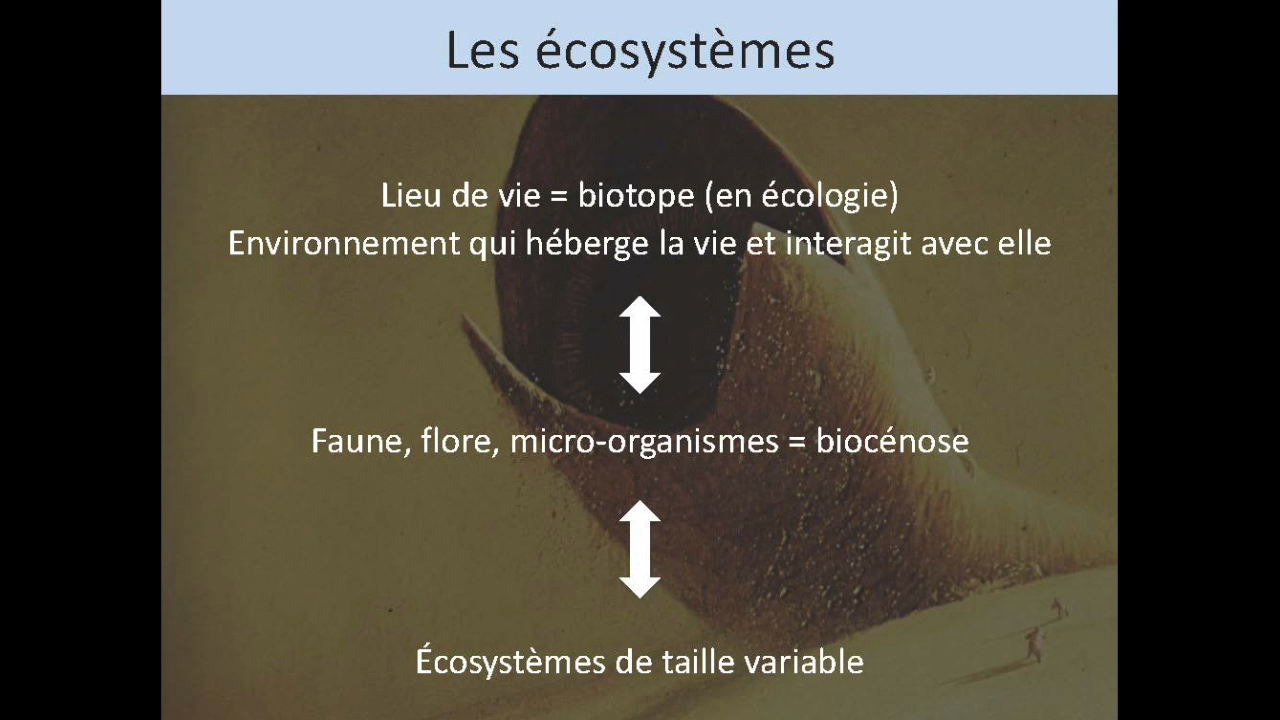 Les écosystèmes
Lieu de vie = biotope (en écologie)
Environnement qui héberge la vie et interagit avec elle
Faune, flore, micro-organismes = biocénose
Écosystèmes de taille variable